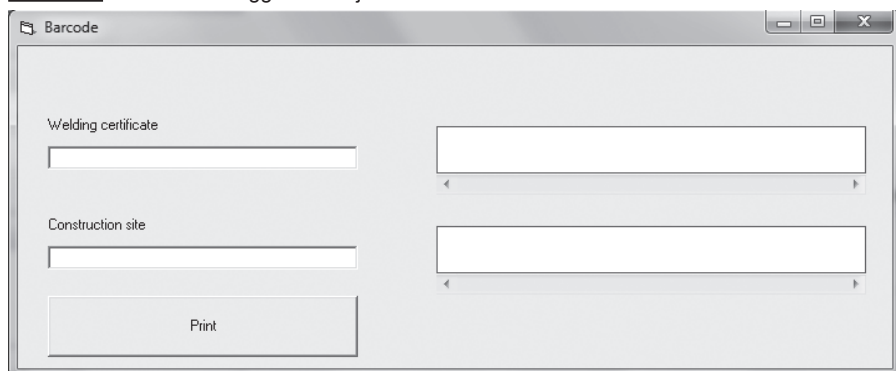 Barcode
Welding certificate
Construction site
Print